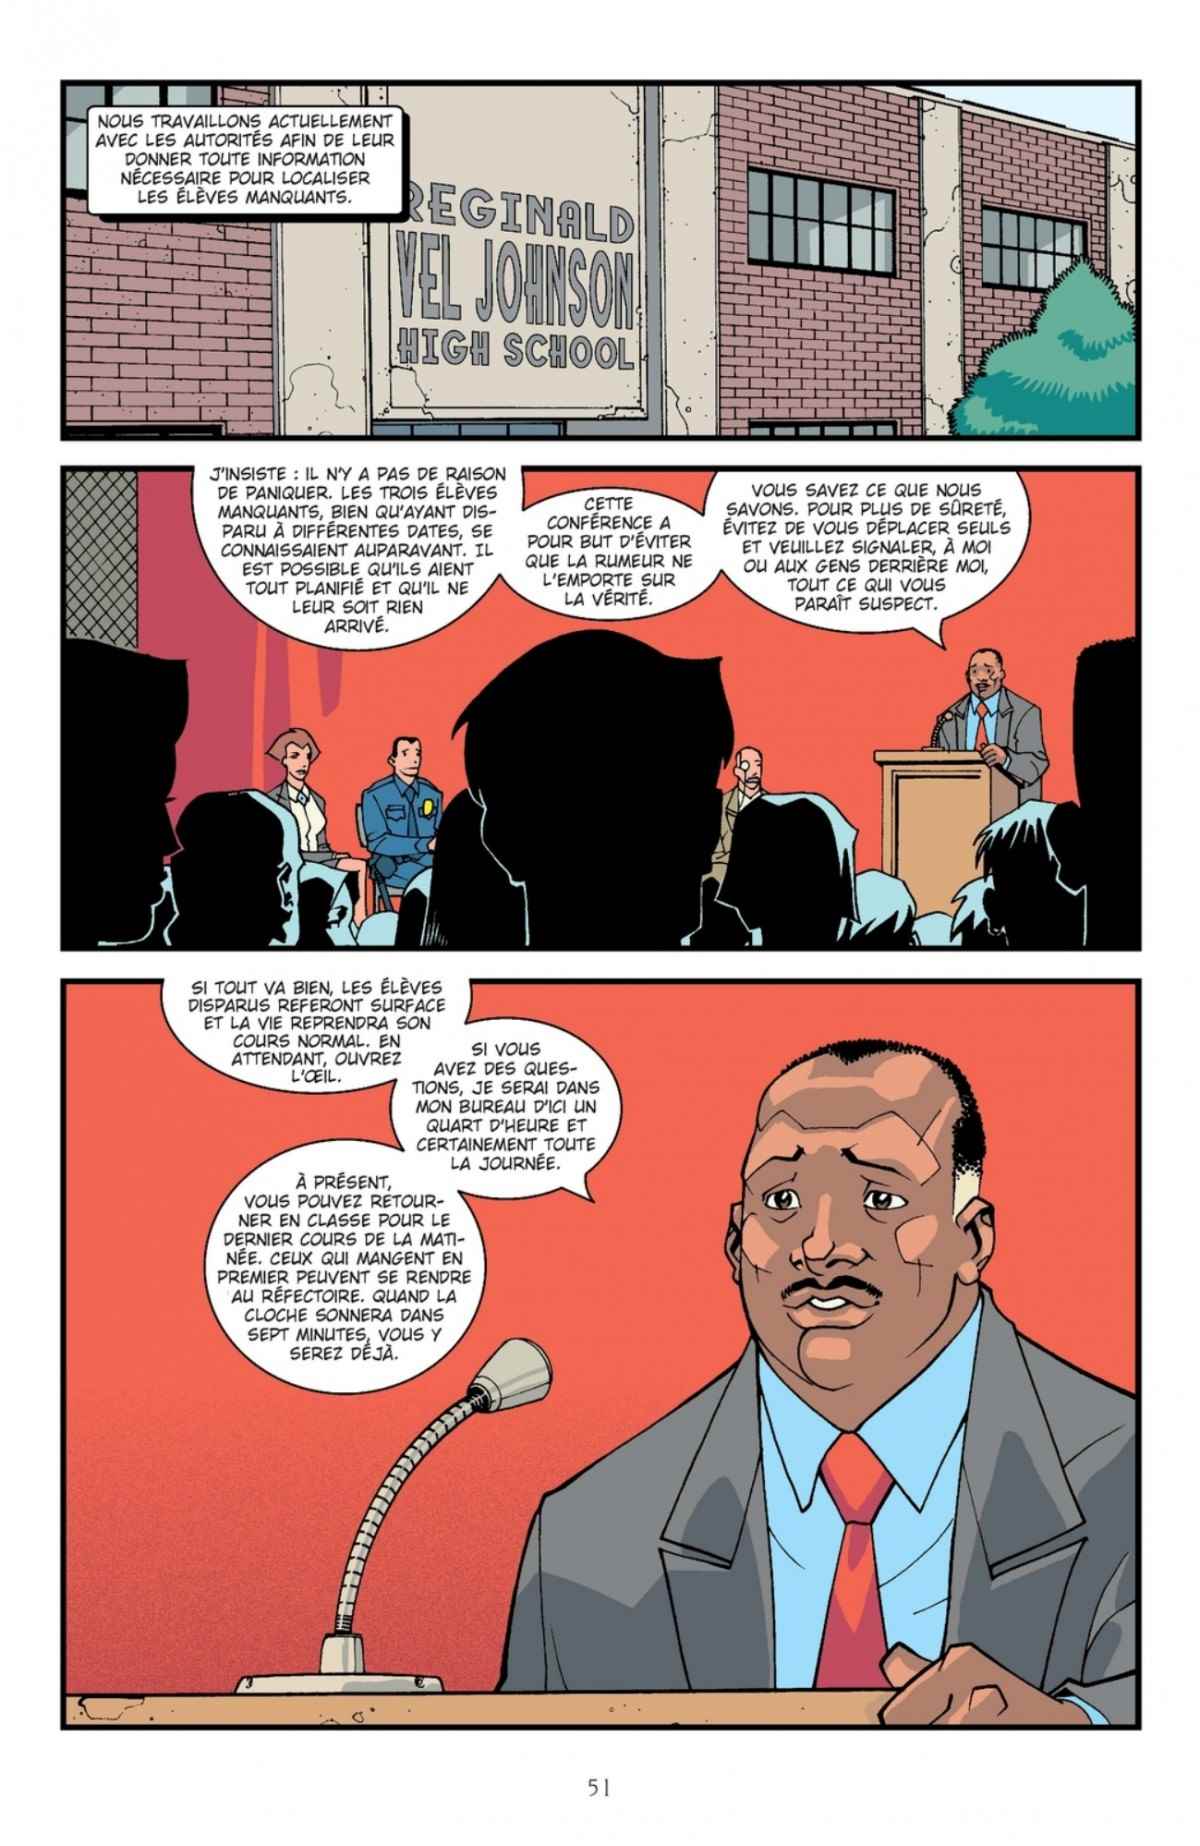 NOUS TRAVAILLONS ACTUELLEMENT
AVEC LES AUTORITÉS AFIN DE LEUR
DONNER TOUTE INFORMATION
NÉCESSAIRE POUR LOCALISER
LES ÉLÈVES MANQUANTS.
REGINALD
VEL JOHNSON
HIGH SCHOOL
J'INSISTE : IL N'Y A PAS DE RAISON
DE PANIQUER. LES TROIS ÉLÈVES
MANQUANTS, BIEN QU'AYANT DIS-
PARU À DIFFÉRENTES DATES, SE
CONNAISSAIENT AUPARAVANT. IL
EST POSSIBLE QU'ILS AIENT
TOUT PLANIFIÉ ET QU'IL NE
LEUR SOIT RIEN
ARRIVÉ.
CETTE
CONFÉRENCE A
POUR BUT D'ÉVITER
QUE LA RUMEUR NE
L'EMPORTE SUR
LA VÉRITÉ.
VOUS SAVEZ CE QUE NOUS
SAVONS. POUR PLUS DE SÛRETÉ,
ÉVITEZ DE VOUS DÉPLACER SEULS
ET VEUILLEZ SIGNALER, À MOI
OU AUX GENS DERRIÈRE MOI,
TOUT CE QUI VOUS
PARAÎT SUSPECT.
SI TOUT VA BIEN, LES ÉLÈVES
DISPARUS REFERONT SURFACE
ET LA VIE REPRENDRA SON
COURS NORMAL. EN
ATTENDANT, OUVREZ
L'ŒIL.
SI VOUS
AVEZ DES QUES-
TIONS, JE SERAI DANS
MON BUREAU D'ICI UN
QUART D'HEURE ET
CERTAINEMENT TOUTE
LA JOURNÉE.
À PRÉSENT,
VOUS POUVEZ RETOUR-
NER EN CLASSE POUR LE
DERNIER COURS DE LA MATI-
NÉE. CEUX QUI MANGENT EN
PREMIER PEUVENT SE RENDRE
AU RÉFECTOIRE. QUAND LA
CLOCHE SONNERA DANS
SEPT MINUTES, VOUS Y
SEREZ DÉJÀ.
51